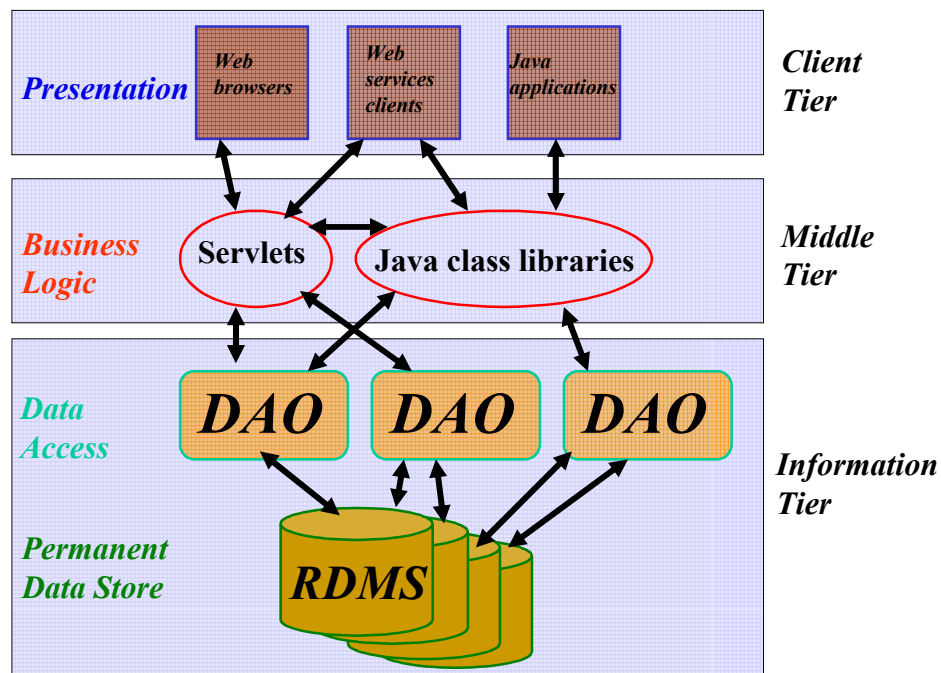 Presentation
Web
browsers
Web
services
clients
Java
applications
Client
Tier
Business
Logic
Servlets
Java class libraries
Middle
Tier
Data
Access
DAO
DAO
DAO
Information
Tier
Permanent
Data Store
RDMS